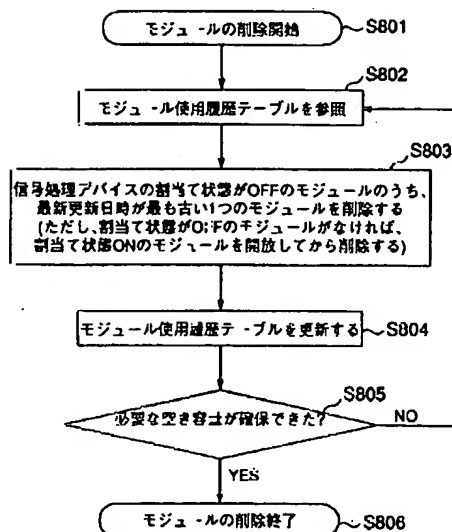 モジュールの削除開始
S801
S802
モジュール使用履歴テーブルを参照
S803
信号処理デバイスの割当て状態がOFFのモジュールのうち、
最新更新日時が最も古い1つのモジュールを削除する
(ただし、割当て状態がOFFのモジュールがなければ、
割当て状態ONのモジュールを開放してから削除する)
モジュール使用履歴テーブルを更新する
S804
S805
必要な空き容量が確保できた?
NO
YES
モジュールの削除終了
S806